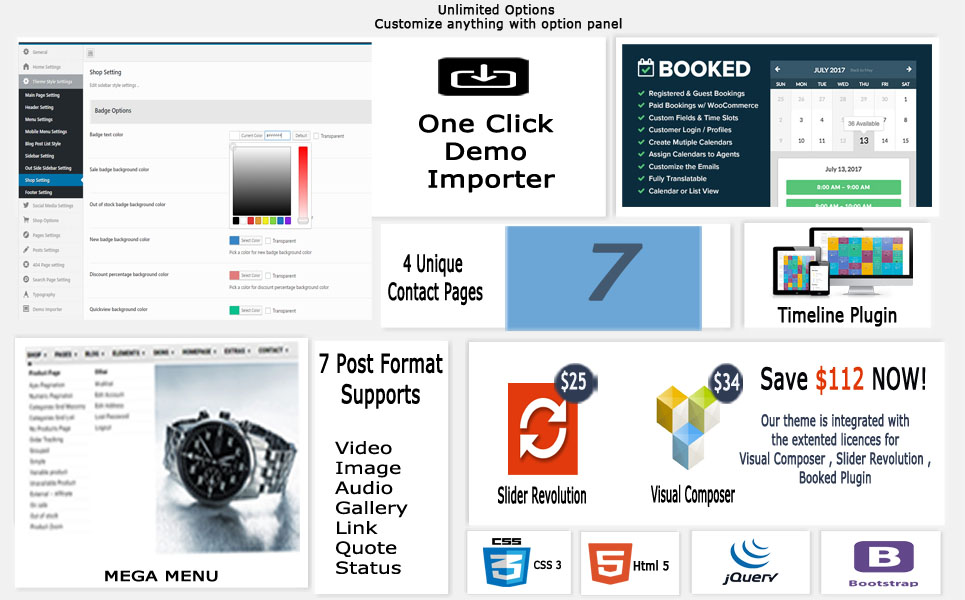 Unlimited Options
Customize anything with option panel
General
Home Settings
Theme Style Settings
Main Page Setting
Header Setting
Menu Settings
Mobile Menu Settings
Blog Post List Style
Sidebar Setting
Out Side Sidebar Setting
Shop Setting
Footer Setting
Social Media Settings
Shop Options
Pages Settings
Posts Settings
404 Page setting
Search Page Setting
Typography
Demo Importer
Shop Setting
Edit sidebar style settings...
Badge Options
Badge text color
Current Color
Default
Transparent
Sale badge background color
Out of stock badge background color
New badge background color
Select Color
Transparent
Pick a color for new badge background color
Discount percentage background color
Select Color
Transparent
Pick a color for discount percentage background color
Quickview background color
Select Color
Transparent
One Click
Demo
Importer
BOOKED
Registered & Guest Bookings
Paid Bookings w/ WooCommerce
Custom Fields & Time Slots
Customer Login / Profiles
Create Mutiple Calendars
Assign Calendars to Agents
Customize the Emails
Fully Translatable
Calendar or List View
JULY 2017
SUN MON TUE WED THU FRI SAT
25 26 27 28 29 30 1
2 3 4 5 7 8
38 Available
9 10 11 12 13 14 15
July 13, 2017
8:00 AM – 9:00 AM
9:00 AM – 10:00 AM
4 Unique
Contact Pages
7
Timeline Plugin
SHOP PAGES BLOG ELEMENTS SKINS HOMEPAGE EXTRAS CONTACT
Product Page
Ajax Pagination
Numeric Pagination
Categories Grid Masonry
Categories Grid List
No Products Page
Order Tracking
Grouped
Simple
Variable product
Unavailable Product
External - Affiliate
On sale
Out of stock
Product Zoom
Other
Wishlist
Edit Account
Edit Address
Lost Password
Logout
MEGA MENU
7 Post Format
Supports
Video
Image
Audio
Gallery
Link
Quote
Status
$25
Slider Revolution
$34
Visual Composer
Save $112 NOW!
Our theme is integrated with
the extented licences for
Visual Composer , Slider Revolution ,
Booked Plugin
CSS
3
CSS 3
5
Html 5
jQuery
B
Bootstrap